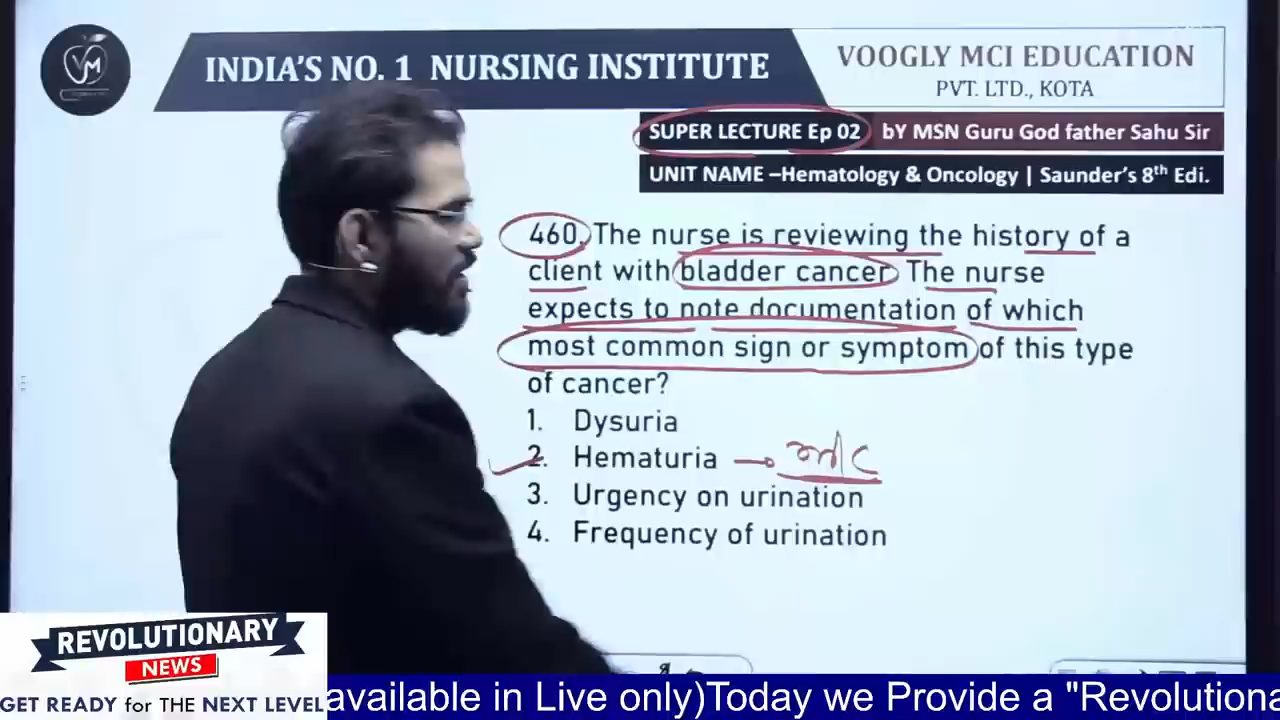 VM
INDIA'S NO. 1 NURSING INSTITUTE
VOOGLY MCI EDUCATION
PVT. LTD., KOTA
SUPER LECTURE Ep 02 bY MSN Guru God father Sahu Sir
UNIT NAME –Hematology & Oncology | Saunder's 8th Edi.
460. The nurse is reviewing the history of a
client with bladder cancer. The nurse
expects to note documentation of which
most common sign or symptom of this type
of cancer?
1. Dysuria
2. Hematuria
3. Urgency on urination
4. Frequency of urination
REVOLUTIONARY
NEWS
GET READY for THE NEXT LEVEL
available in Live only)Today we Provide a "Revolutiona